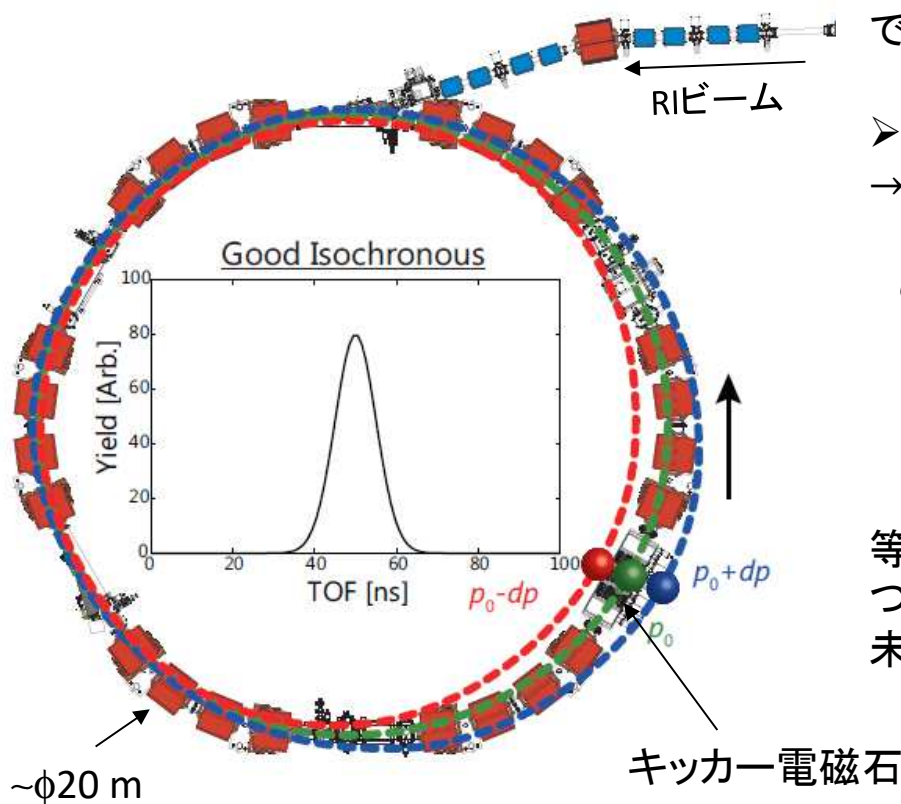 で
RIビーム
➤
→
Good Isochronous
100
80
60
40
20
0
Yield [Arb.]
0 20 40 60 80 100
TOF [ns]
p₀-dp
p₀+dp
p₀
等
つ
未
~ϕ20 m
キッカー電磁石